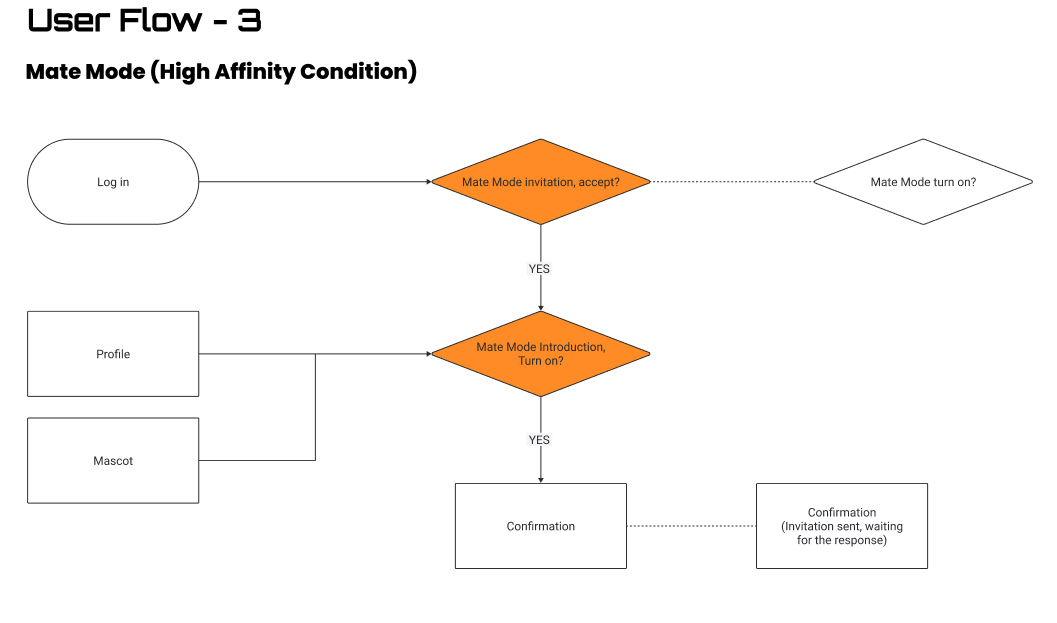 User Flow - 3
Mate Mode (High Affinity Condition)
Log in
Mate Mode invitation, accept?
Mate Mode turn on?
YES
Profile
Mate Mode Introduction,
Turn on?
Mascot
YES
Confirmation
Confirmation
(Invitation sent, waiting
for the response)